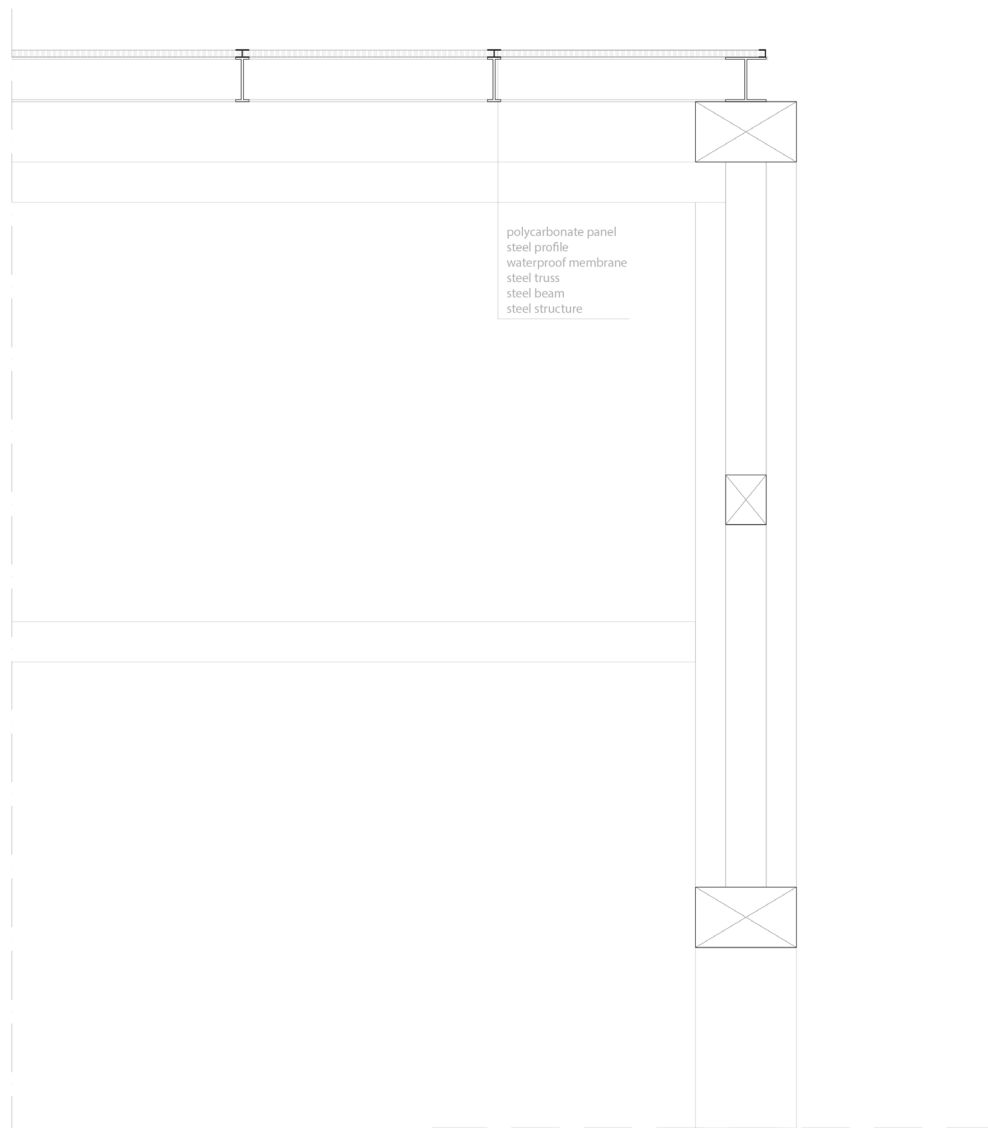 polycarbonate panel
steel profile
waterproof membrane
steel truss
steel beam
steel structure